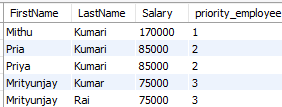 FirstName LastName Salary priority_employee
Mithu Kumari 170000 1
Pria Kumari 85000 2
Priya Kumari 85000 2
Mrityunjay Kumar 75000 3
Mrityunjay Rai 75000 3